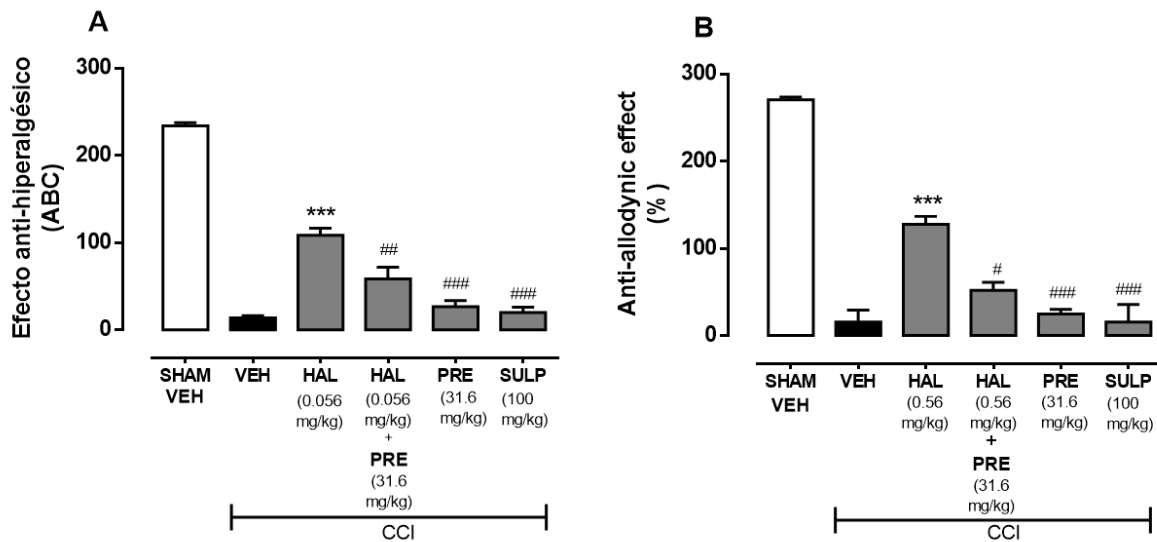 A
Efecto anti-hiperalgésico
(ABC)
300
200
100
0
***
##
###
###
SHAM
VEH
VEH
HAL
(0.056
mg/kg)
HAL
(0.056
mg/kg)
+
PRE
(31.6
mg/kg)
PRE
(31.6
mg/kg)
SULP
(100
mg/kg)
CCI
B
Anti-allodynic effect
(% )
300
200
100
0
***
#
###
###
SHAM
VEH
VEH
HAL
(0.56
mg/kg)
HAL
(0.56
mg/kg)
+
PRE
(31.6
mg/kg)
PRE
(31.6
mg/kg)
SULP
(100
mg/kg)
CCI